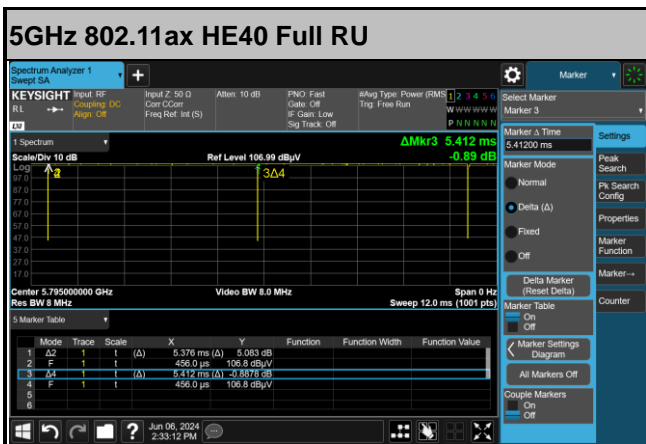 5GHz 802.11ax HE40 Full RU
Spectrum Analyzer 1
Swept SA
+
Marker
KEYSIGHT Input: RF Input Z: 50 Ω Atten: 10 dB PNO: Fast #Avg Type: Power (RMS 1 2 3 4 5 6
RL Coupling: DC Corr CCorr Gate: Off Trig: Free Run W W W W W W
Align: Off Freq Ref: Int (S) IF Gain: Low P N N N N N
LXI Sig Track: Off
Select Marker
Marker 3
1 Spectrum ΔMkr3 5.412 ms
Scale/Div 10 dB Ref Level 106.99 dBµV -0.89 dB
Log
97.0
87.0
77.0
67.0
57.0
47.0
37.0
27.0
17.0
3Δ4
Center 5.795000000 GHz Video BW 8.0 MHz Span 0 Hz
Res BW 8 MHz Sweep 12.0 ms (1001 pts)
5 Marker Table
Mode Trace Scale X Y Function Function Width Function Value
1 Δ2 1 t (Δ) 5.376 ms (Δ) 5.083 dB
2 F 1 t 456.0 µs 106.8 dBµV
3 Δ4 1 t (Δ) 5.412 ms (Δ) -0.8878 dB
4 F 1 t 456.0 µs 106.8 dBµV
5
6
Marker Δ Time
5.41200 ms
Marker Mode
Normal
Delta (Δ)
Fixed
Off
Delta Marker
(Reset Delta)
Marker Table
On
Off
Marker Settings
Diagram
All Markers Off
Couple Markers
On
Off
Settings
Peak
Search
Pk Search
Config
Properties
Marker
Function
Marker→
Counter
?
Jun 06, 2024
2:33:12 PM